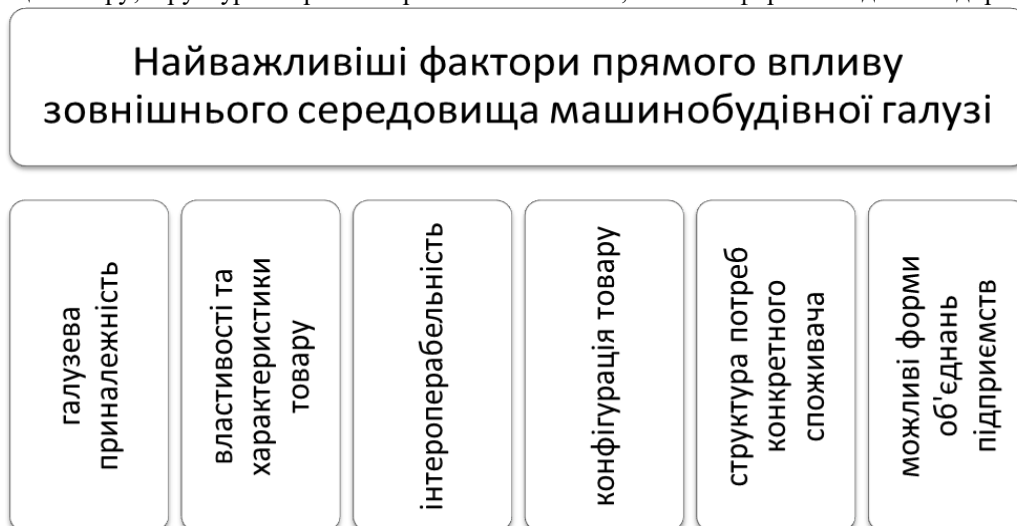 Найважливіші фактори прямого впливу
зовнішнього середовища машинобудівної галузі
галузева
приналежність
властивості та
характеристики
товару
інтероперабельність
конфігурація товару
структура потреб
конкретного
споживача
можливі форми
об'єднань
підприємств